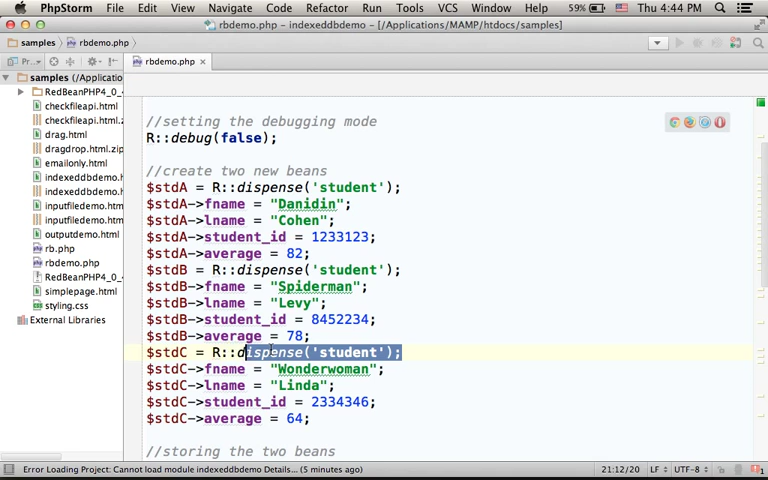 PhpStorm File Edit View Navigate Code Refactor Run Tools VCS Window Help 59% Thu 4:44 PM
rbdemo.php - indexeddbdemo - [/Applications/MAMP/htdocs/samples]
samples rbdemo.php
Pr... rbdemo.php
samples (/Applicatio
RedBeanPHP4_0_
checkfileapi.html
checkfileapi.html.
drag.html
dragdrop.html.zip
emailonly.html
indexeddbdemo.h
indexeddbdemo.h
inputfiledemo.htm
inputfiledemo.htm
outputdemo.html
rb.php
rbdemo.php
RedBeanPHP4_0_
simplepage.html
styling.css
External Libraries
//setting the debugging mode
R::debug(false);
//create two new beans
$stdA = R::dispense('student');
$stdA->fname = "Danidin";
$stdA->lname = "Cohen";
$stdA->student_id = 1233123;
$stdA->average = 82;
$stdB = R::dispense('student');
$stdB->fname = "Spiderman";
$stdB->lname = "Levy";
$stdB->student_id = 8452234;
$stdB->average = 78;
$stdC = R::dispense('student');
$stdC->fname = "Wonderwoman";
$stdC->lname = "Linda";
$stdC->student_id = 2334346;
$stdC->average = 64;
//storing the two beans
Error Loading Project: Cannot load module indexeddbdemo Details... (5 minutes ago) 21:12/20 LF UTF-8